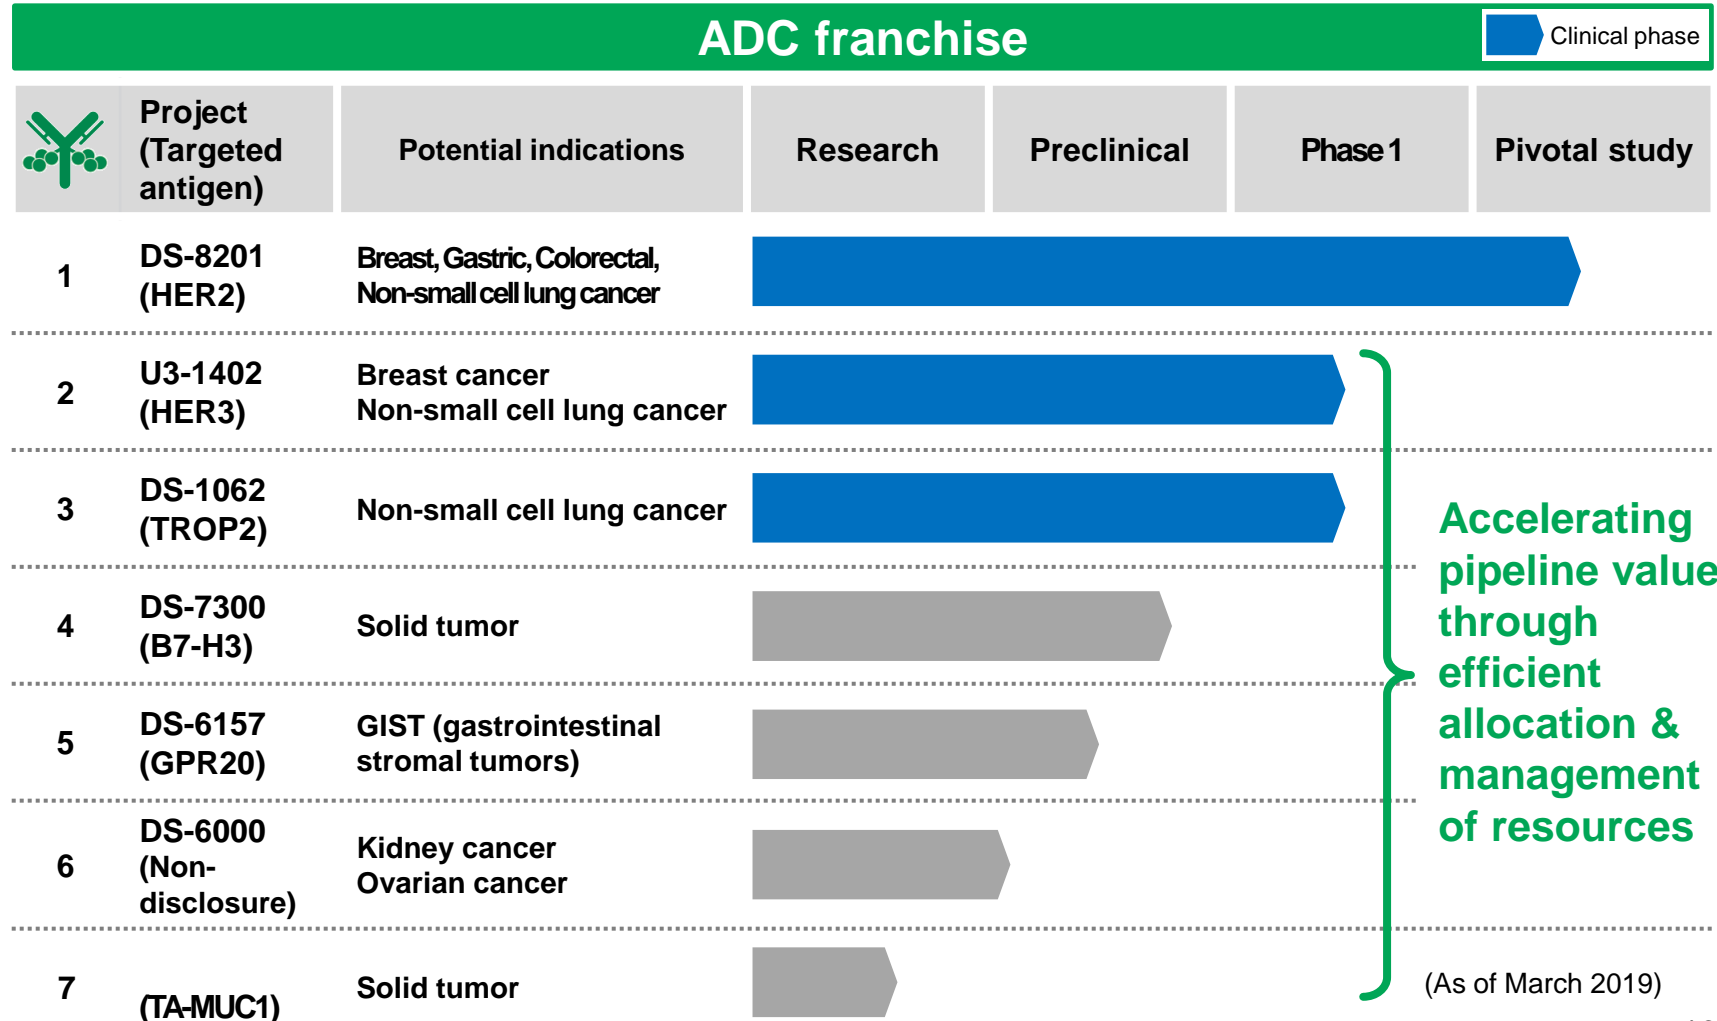 ADC franchise
Clinical phase
Project
(Targeted
antigen)
Potential indications
Research
Preclinical
Phase 1
Pivotal study
1
DS-8201
(HER2)
Breast, Gastric, Colorectal,
Non-small cell lung cancer
2
U3-1402
(HER3)
Breast cancer
Non-small cell lung cancer
3
DS-1062
(TROP2)
Non-small cell lung cancer
4
DS-7300
(B7-H3)
Solid tumor
5
DS-6157
(GPR20)
GIST (gastrointestinal
stromal tumors)
6
DS-6000
(Non-
disclosure)
Kidney cancer
Ovarian cancer
7
(TA-MUC1)
Solid tumor
Accelerating
pipeline value
through
efficient
allocation &
management
of resources
(As of March 2019)